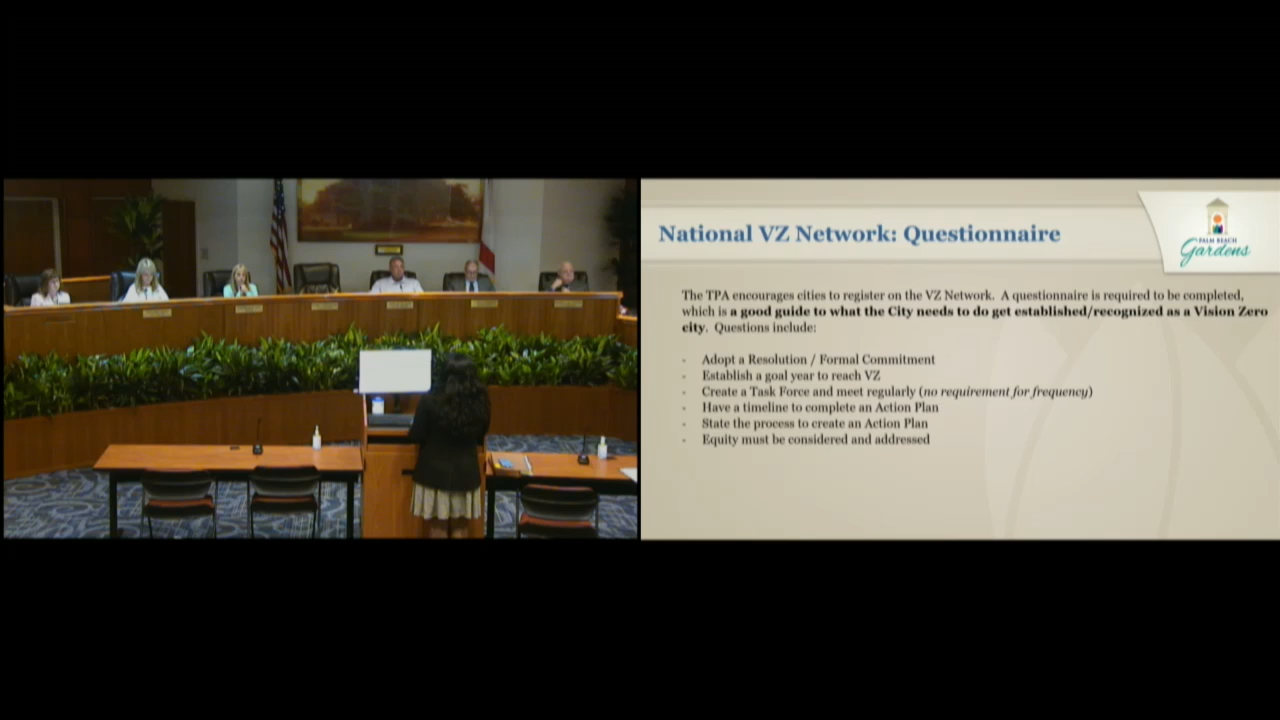 National VZ Network: Questionnaire
PALM BEACH
Gardens
The TPA encourages cities to register on the VZ Network. A questionnaire is required to be completed,
which is a good guide to what the City needs to do get established/recognized as a Vision Zero
city. Questions include:
- Adopt a Resolution / Formal Commitment
- Establish a goal year to reach VZ
- Create a Task Force and meet regularly (no requirement for frequency)
- Have a timeline to complete an Action Plan
- State the process to create an Action Plan
- Equity must be considered and addressed